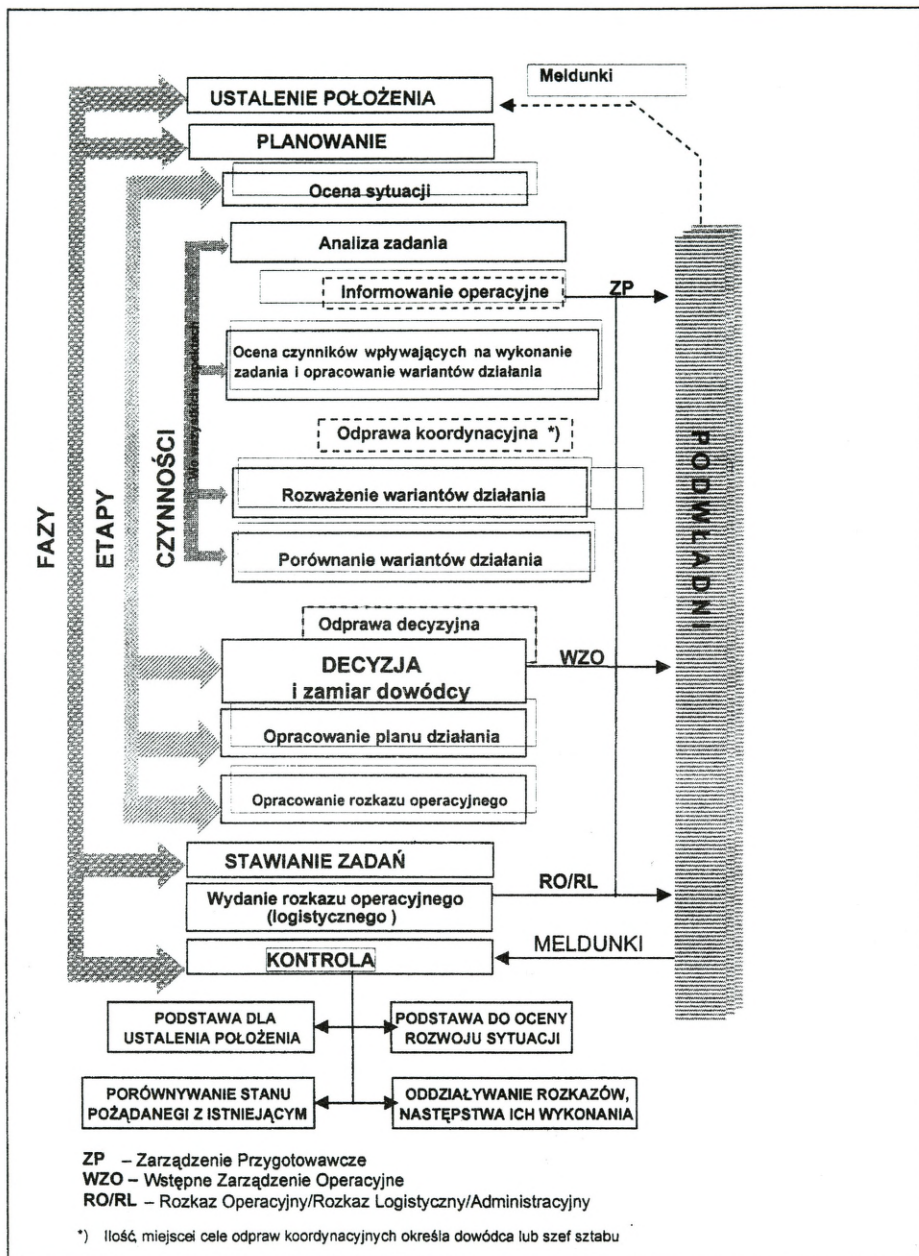 Meldunki
USTALENIE POŁOŻENIA
PLANOWANIE
Ocena sytuacji
Analiza zadania
Informowanie operacyjne
ZP
Ocena czynników wpływających na wykonanie
zadania i opracowanie wariantów działania
Odprawa koordynacyjna *)
Rozważenie wariantów działania
Porównanie wariantów działania
Odprawa decyzyjna
DECYZJA
i zamiar dowódcy
WZO
Opracowanie planu działania
Opracowanie rozkazu operacyjnego
STAWIANIE ZADAŃ
Wydanie rozkazu operacyjnego
(logistycznego )
RO/RL
KONTROLA
MELDUNKI
FAZY
ETAPY
CZYNNOŚCI
We wszystkich
PODWŁADNI
PODSTAWA DLA
USTALENIA POŁOŻENIA
PODSTAWA DO OCENY
ROZWOJU SYTUACJI
PORÓWNYWANIE STANU
POŻĄDANEGI Z ISTNIEJĄCYM
ODDZIAŁYWANIE ROZKAZÓW,
NASTĘPSTWA ICH WYKONANIA
ZP – Zarządzenie Przygotowawcze
WZO – Wstępne Zarządzenie Operacyjne
RO/RL – Rozkaz Operacyjny/Rozkaz Logistyczny/Administracyjny
*) Ilość, miejscei cele odpraw koordynacyjnych określa dowódca lub szef sztabu